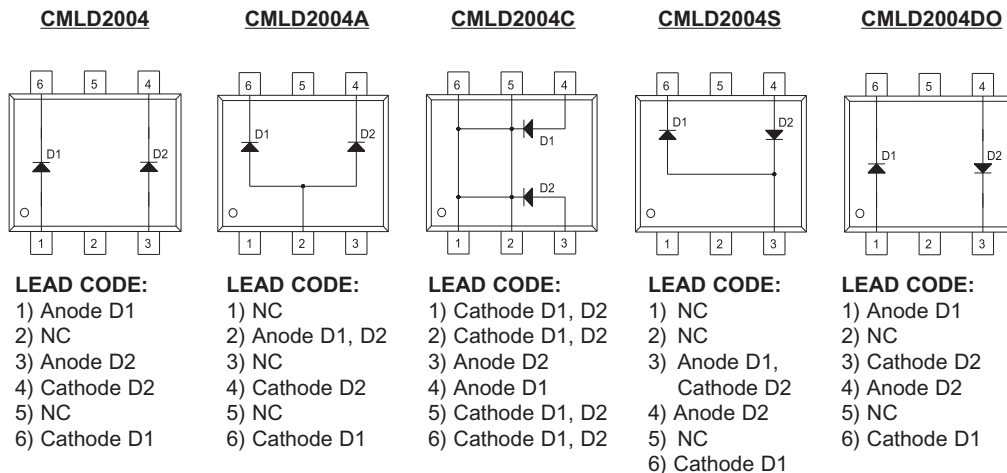 CMLD2004 CMLD2004A CMLD2004C CMLD2004S CMLD2004DO
6 5 4 6 5 4 6 5 4 6 5 4 6 5 4
D1 D2 D1 D2 D1 D2 D1 D2 D1 D2
1 2 3 1 2 3 1 2 3 1 2 3 1 2 3
LEAD CODE:
1) Anode D1
2) NC
3) Anode D2
4) Cathode D2
5) NC
6) Cathode D1
LEAD CODE:
1) NC
2) Anode D1, D2
3) NC
4) Cathode D2
5) NC
6) Cathode D1
LEAD CODE:
1) Cathode D1, D2
2) Cathode D1, D2
3) Anode D2
4) Anode D1
5) Cathode D1, D2
6) Cathode D1, D2
LEAD CODE:
1) NC
2) NC
3) Anode D1,
Cathode D2
4) Anode D2
5) NC
6) Cathode D1
LEAD CODE:
1) Anode D1
2) NC
3) Cathode D2
4) Anode D2
5) NC
6) Cathode D1